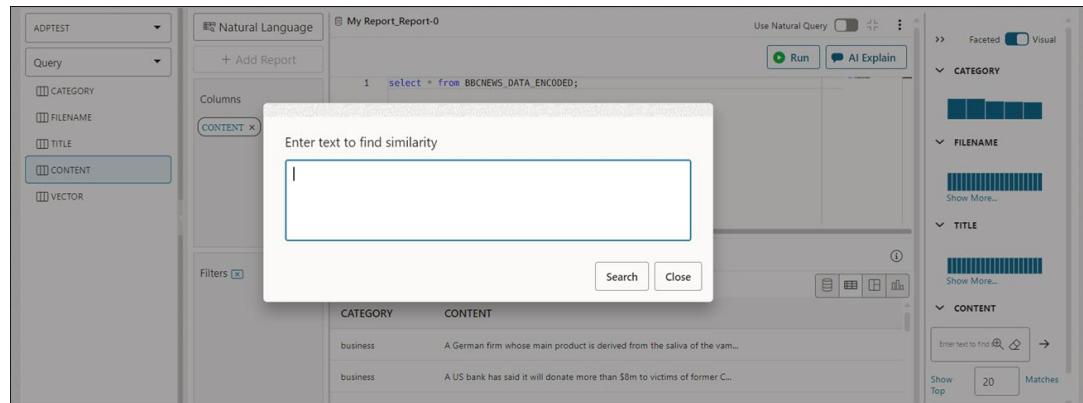 ADPTEST
Query
CATEGORY
FILENAME
TITLE
CONTENT
VECTOR
Natural Language
+ Add Report
Columns
CONTENT ×
Filters
My Report_Report-0
Use Natural Query
Run
AI Explain
1 select * from BBCNEWS_DATA_ENCODED;
Enter text to find similarity
Search
Close
CATEGORY CONTENT
business A German firm whose main product is derived from the saliva of the vam...
business A US bank has said it will donate more than $8m to victims of former C...
>> Faceted Visual
CATEGORY
FILENAME
Show More...
TITLE
Show More...
CONTENT
Enter text to find
Show Top 20 Matches